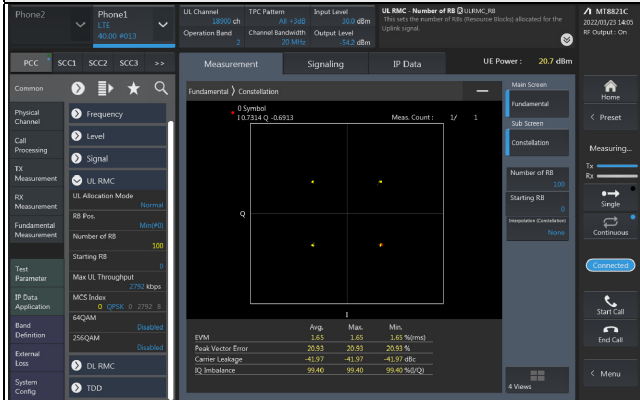 Phone2
Phone1
LTE
40.00 #013
UL Channel
18900 ch
TPC Pattern
All +3dB
Input Level
30.0 dBm
Operation Band
2
Channel Bandwidth
20 MHz
Output Level
-54.2 dBm
UL RMC - Number of RB ULRMC_RB
This sets the number of RBs (Resource Blocks) allocated for the
Uplink signal.
MT8821C
2022/03/23 14:05
RF Output : On
PCC
SCC1
SCC2
SCC3
>>
Measurement
Signaling
IP Data
UE Power : 20.7 dBm
Common
Physical
Channel
Call
Processing
TX
Measurement
RX
Measurement
Fundamental
Measurement
Test
Parameter
IP Data
Application
Band
Definition
External
Loss
System
Config
Frequency
Level
Signal
UL RMC
UL Allocation Mode
Normal
RB Pos.
Min(#0)
Number of RB
100
Starting RB
0
Max UL Throughput
2792 kbps
MCS Index
0 QPSK 0 2792 8
64QAM
Disabled
256QAM
Disabled
DL RMC
TDD
Fundamental 〉 Constellation
0 Symbol
I 0.7314 Q -0.6913
Meas. Count : 1/ 1
Q
I
Avg. Max. Min.
EVM 1.65 1.65 1.65 %(rms)
Peak Vector Error 20.93 20.93 20.93 %
Carrier Leakage -41.97 -41.97 -41.97 dBc
IQ Imbalance 99.40 99.40 99.40 %(I/Q)
Main Screen
Fundamental
Sub Screen
Constellation
Number of RB
100
Starting RB
0
Interpolation (Constellation)
None
4 Views
Home
< Preset
Measuring...
Tx
Rx
Single
Continuous
Connected
Start Call
End Call
< Menu